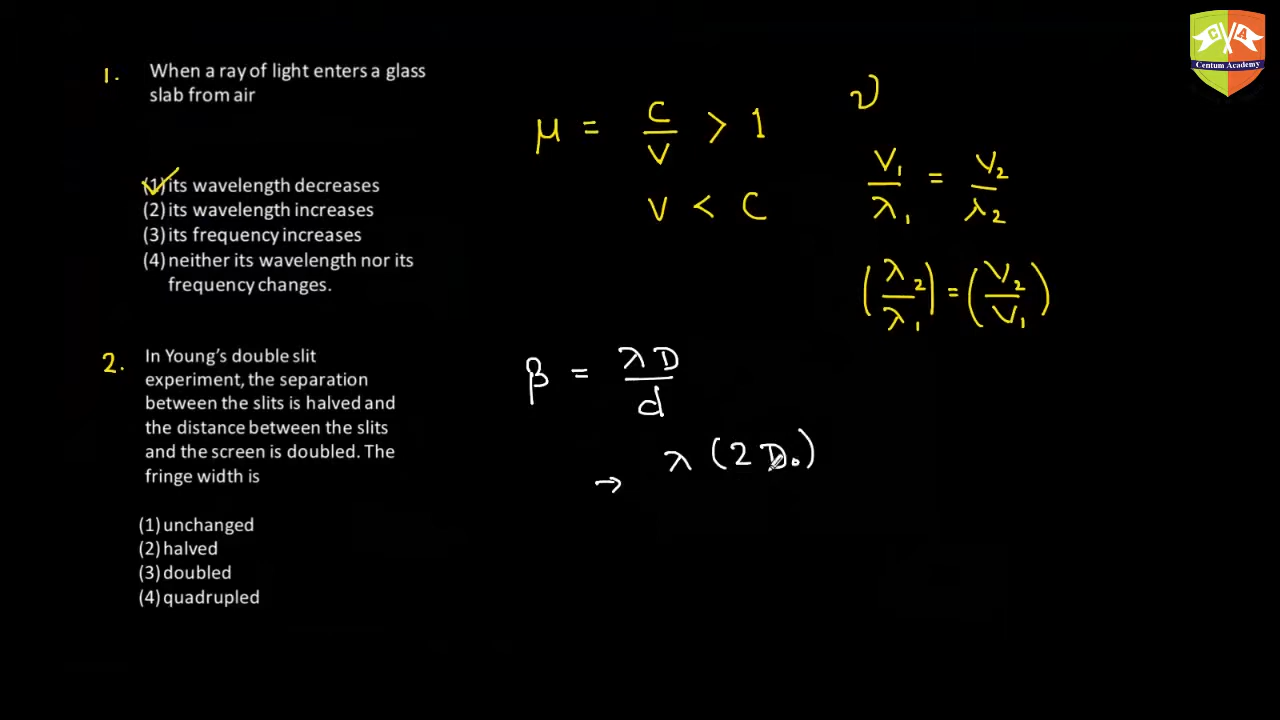 C A
Centum Academy
1. When a ray of light enters a glass
slab from air
(1) its wavelength decreases
(2) its wavelength increases
(3) its frequency increases
(4) neither its wavelength nor its
frequency changes.
μ = C/V > 1
V < C
ν
V₁/λ₁ = V₂/λ₂
(λ₂/λ₁) = (V₂/V₁)
2. In Young's double slit
experiment, the separation
between the slits is halved and
the distance between the slits
and the screen is doubled. The
fringe width is
(1) unchanged
(2) halved
(3) doubled
(4) quadrupled
β = λD/d
→ λ(2D₀)